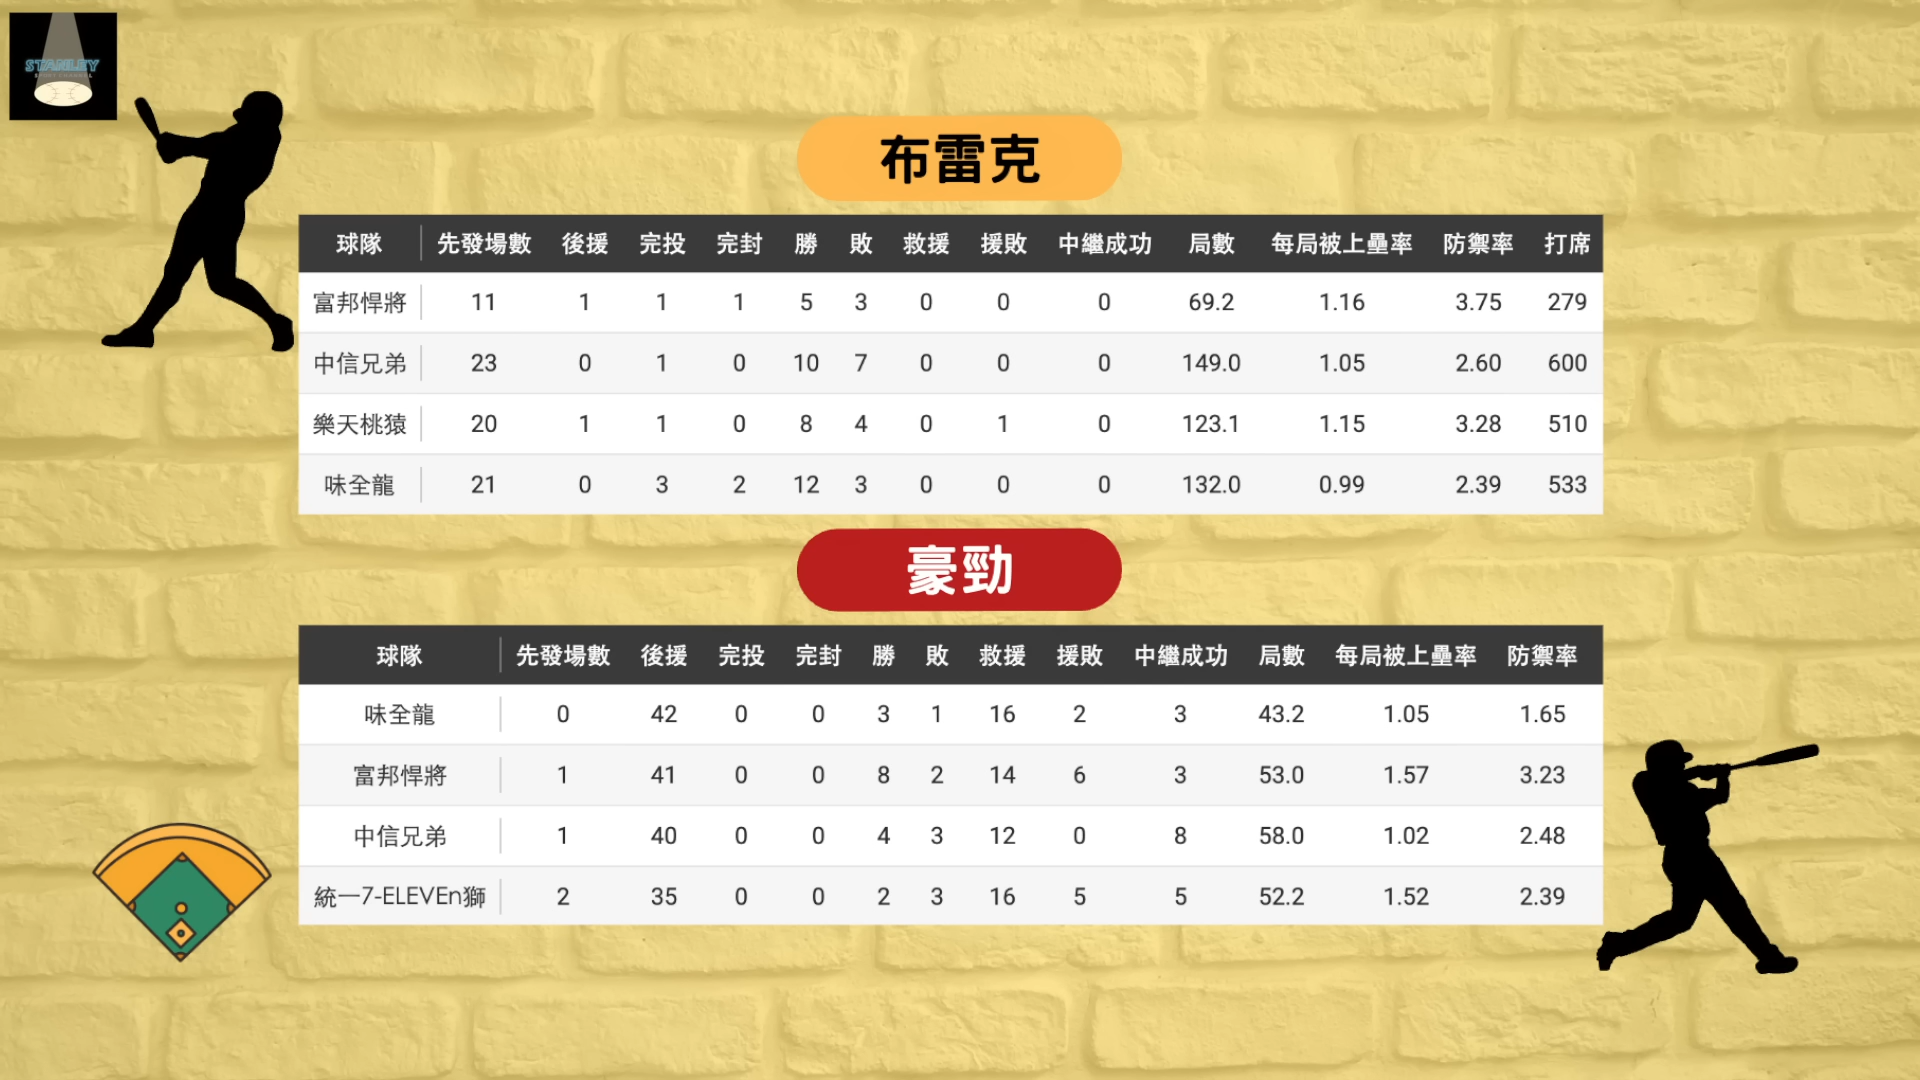 STANLEY
布雷克
球隊 先發場數 後援 完投 完封 勝 敗 救援 援敗 中繼成功 局數 每局被上壘率 防禦率 打席
富邦悍將 11 1 1 1 5 3 0 0 0 69.2 1.16 3.75 279
中信兄弟 23 0 1 0 10 7 0 0 0 149.0 1.05 2.60 600
樂天桃猿 20 1 1 0 8 4 0 1 0 123.1 1.15 3.28 510
味全龍 21 0 3 2 12 3 0 0 0 132.0 0.99 2.39 533
豪勁
球隊 先發場數 後援 完投 完封 勝 敗 救援 援敗 中繼成功 局數 每局被上壘率 防禦率
味全龍 0 42 0 0 3 1 16 2 3 43.2 1.05 1.65
富邦悍將 1 41 0 0 8 2 14 6 3 53.0 1.57 3.23
中信兄弟 1 40 0 0 4 3 12 0 8 58.0 1.02 2.48
統一7-ELEVEn獅 2 35 0 0 2 3 16 5 5 52.2 1.52 2.39